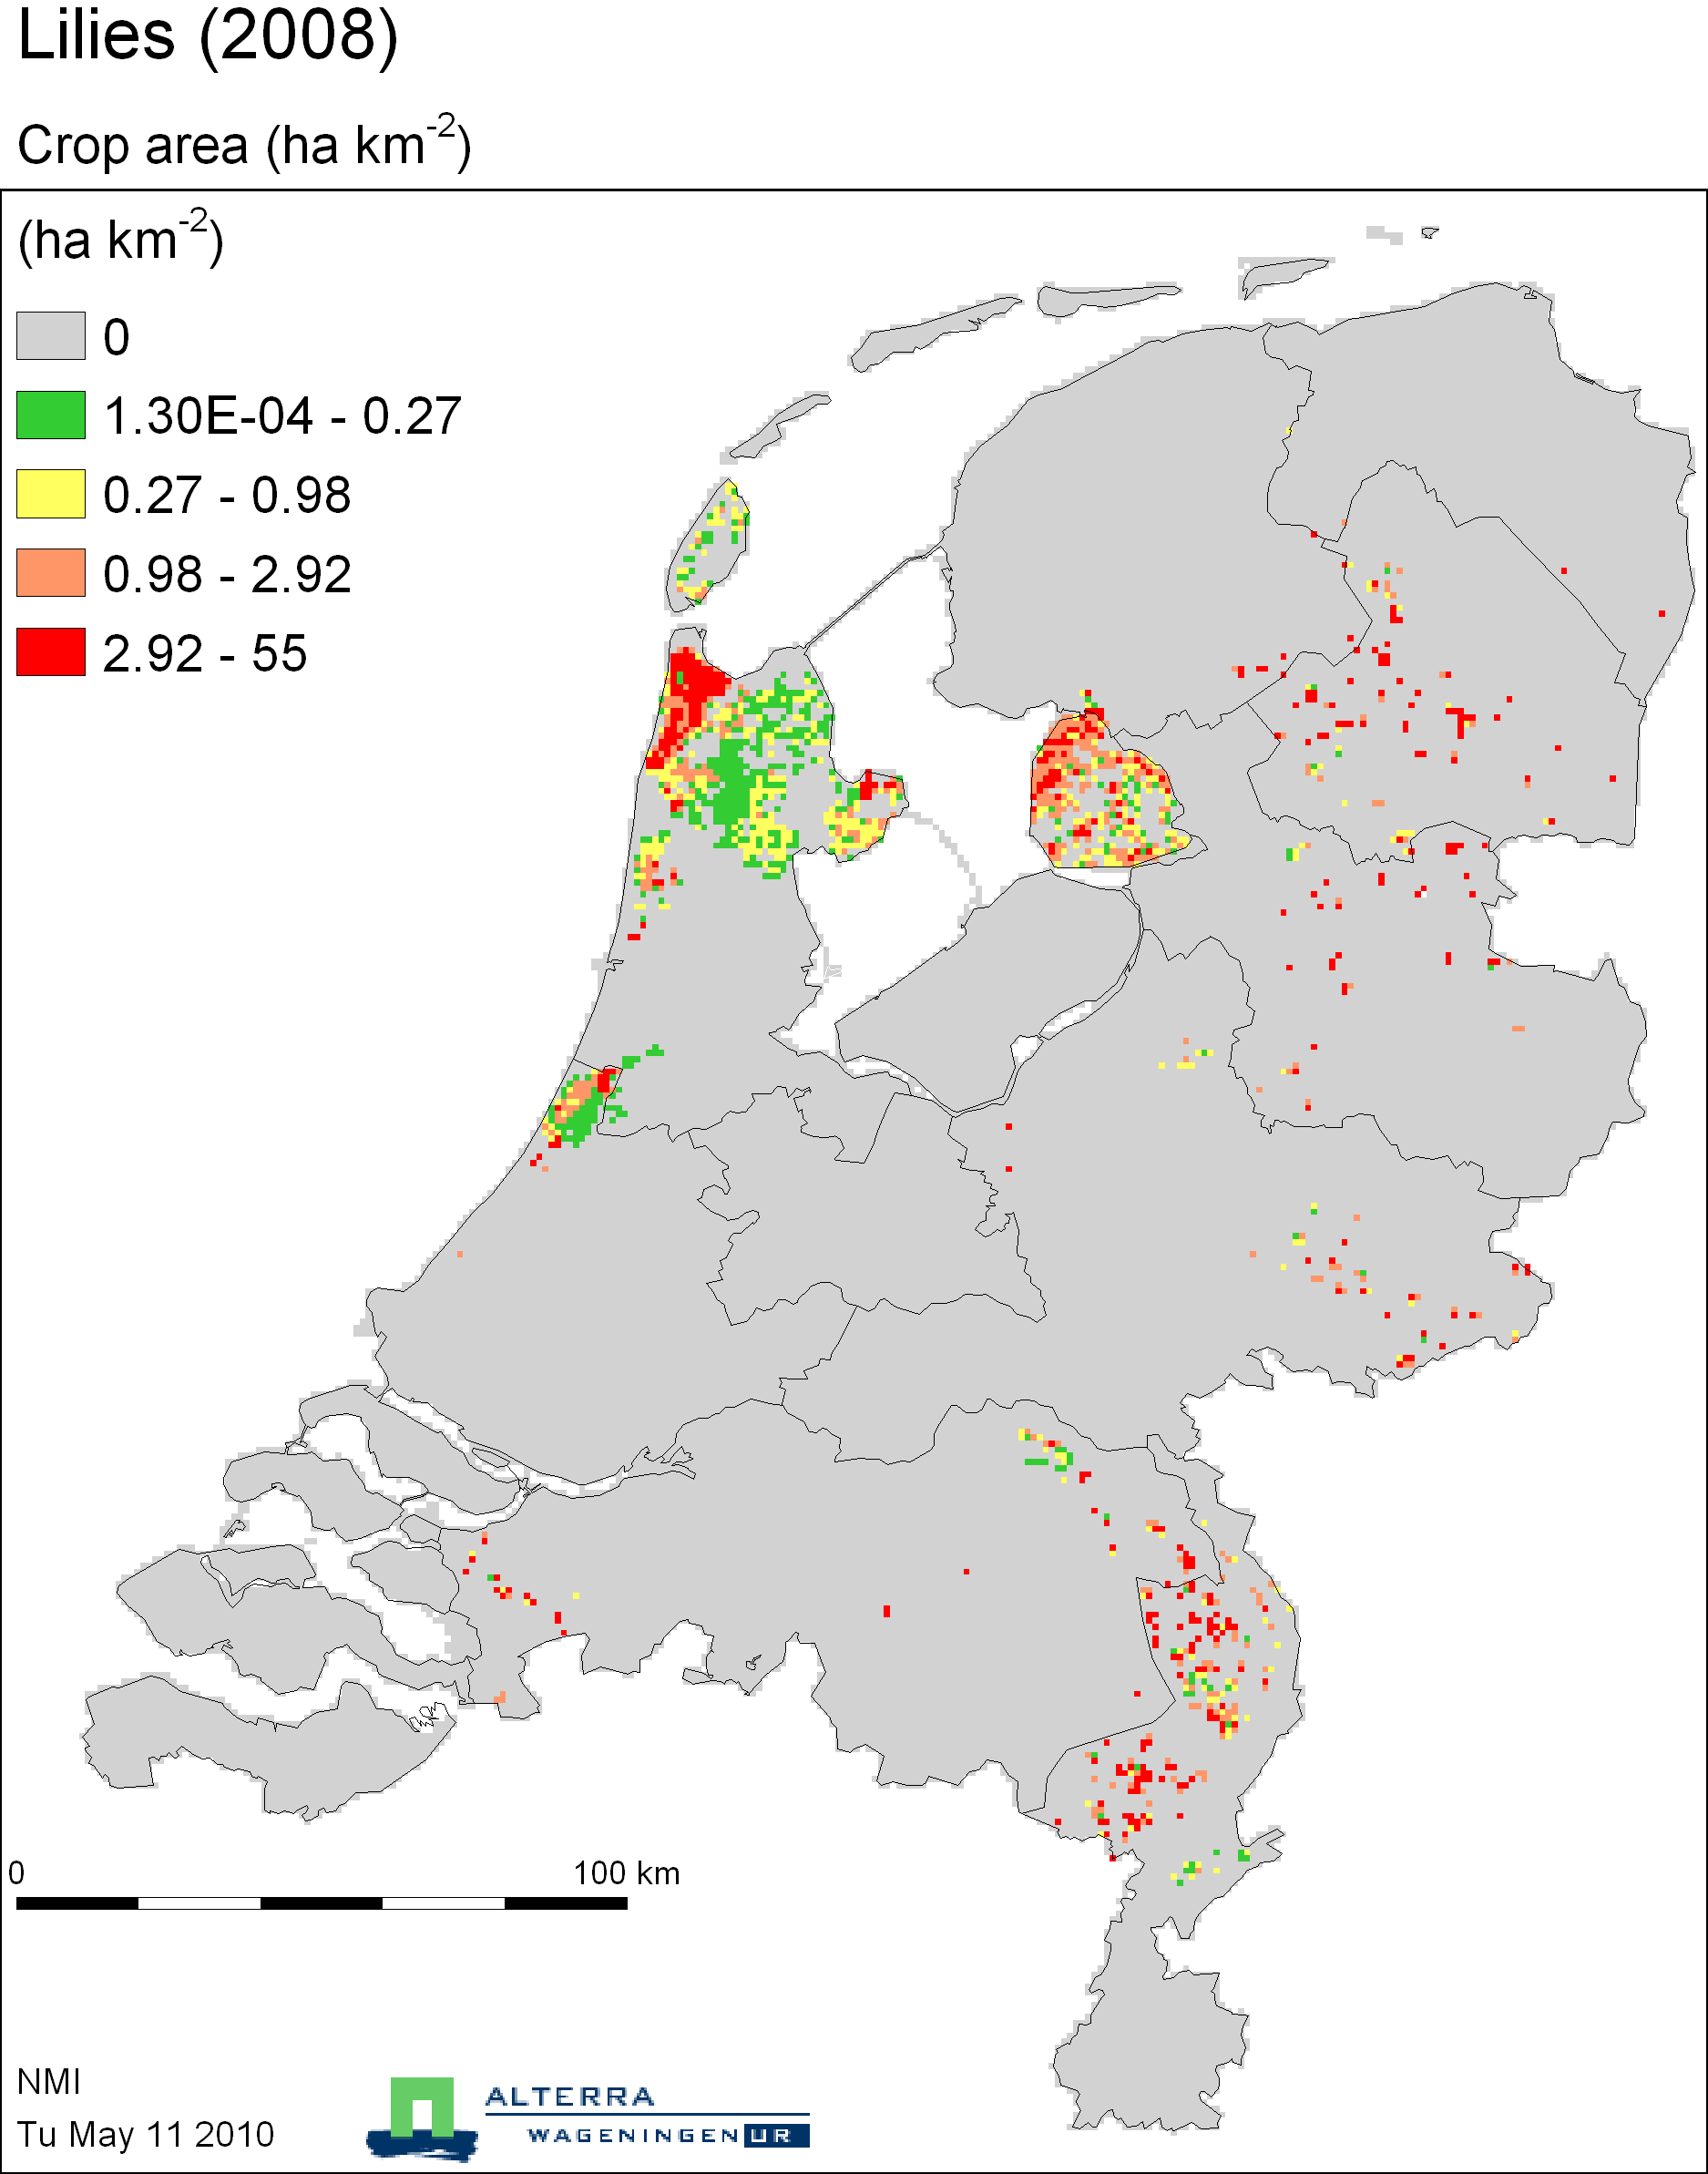 Lilies (2008)
Crop area (ha km-2)
(ha km-2)
0
1.30E-04 - 0.27
0.27 - 0.98
0.98 - 2.92
2.92 - 55
0 100 km
NMI
Tu May 11 2010
ALTERRA
WAGENINGEN UR